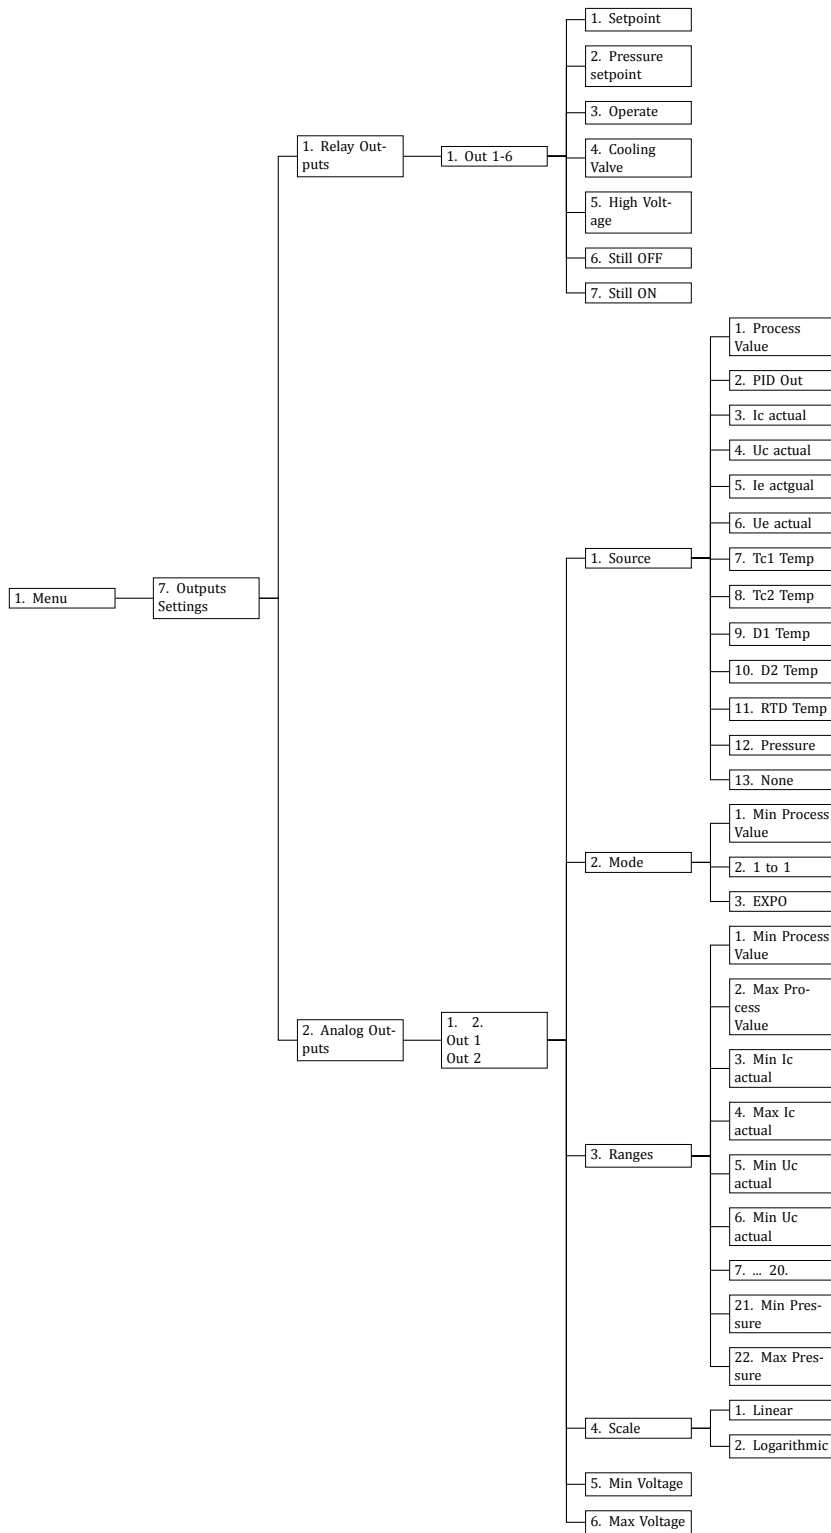 1. Setpoint
2. Pressure
setpoint
3. Operate
1. Relay Out-
puts
1. Out 1-6
4. Cooling
Valve
5. High Volt-
age
6. Still OFF
7. Still ON
1. Process
Value
2. PID Out
3. Ic actual
4. Uc actual
5. Ie actgual
6. Ue actual
1. Source
7. Tc1 Temp
8. Tc2 Temp
1. Menu
7. Outputs
Settings
9. D1 Temp
10. D2 Temp
11. RTD Temp
12. Pressure
13. None
1. Min Process
Value
2. Mode
2. 1 to 1
3. EXPO
1. Min Process
Value
2. Max Pro-
cess
Value
2. Analog Out-
puts
1. 2.
Out 1
Out 2
3. Min Ic
actual
4. Max Ic
actual
3. Ranges
5. Min Uc
actual
6. Min Uc
actual
7. ... 20.
21. Min Pres-
sure
22. Max Pres-
sure
4. Scale
1. Linear
2. Logarithmic
5. Min Voltage
6. Max Voltage